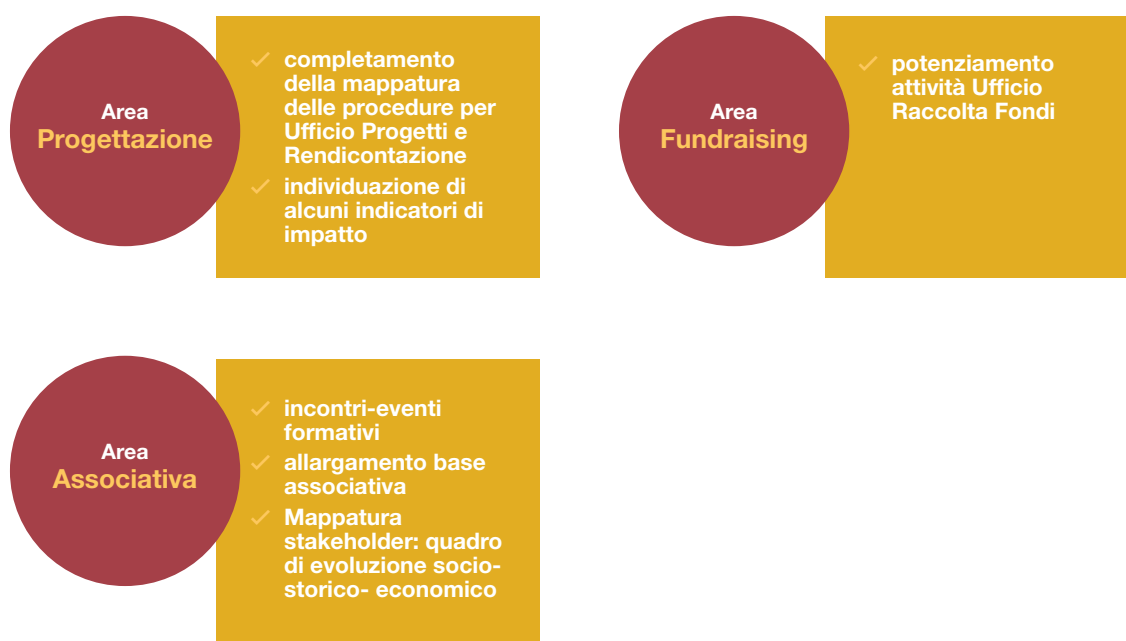 Area
Progettazione
✓ completamento
della mappatura
delle procedure per
Ufficio Progetti e
Rendicontazione
✓ individuazione di
alcuni indicatori di
impatto
Area
Fundraising
✓ potenziamento
attività Ufficio
Raccolta Fondi
Area
Associativa
✓ incontri-eventi
formativi
✓ allargamento base
associativa
✓ Mappatura
stakeholder: quadro
di evoluzione socio-
storico- economico